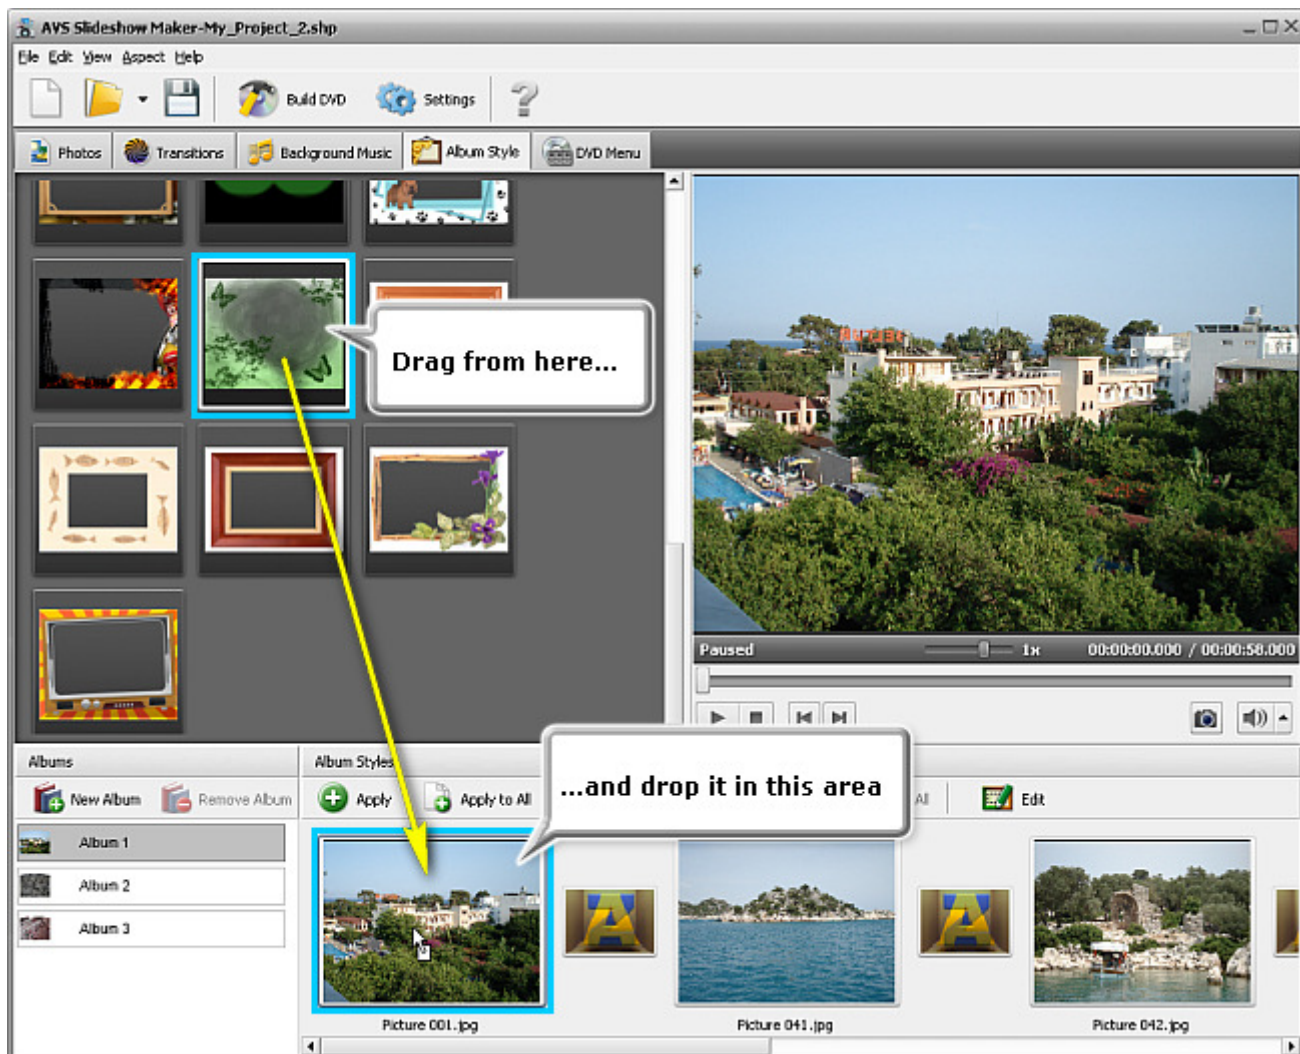 AVS Slideshow Maker-My_Project_2.shp
File Edit View Aspect Help
Build DVD Settings
Photos Transitions Background Music Album Style DVD Menu
Drag from here...
Paused 1x 00:00:00.000 / 00:00:58.000
Albums
Album Styles
...and drop it in this area
New Album Remove Album
Apply Apply to All All Edit
Album 1
Album 2
Album 3
Picture 001.jpg Picture 041.jpg Picture 042.jpg